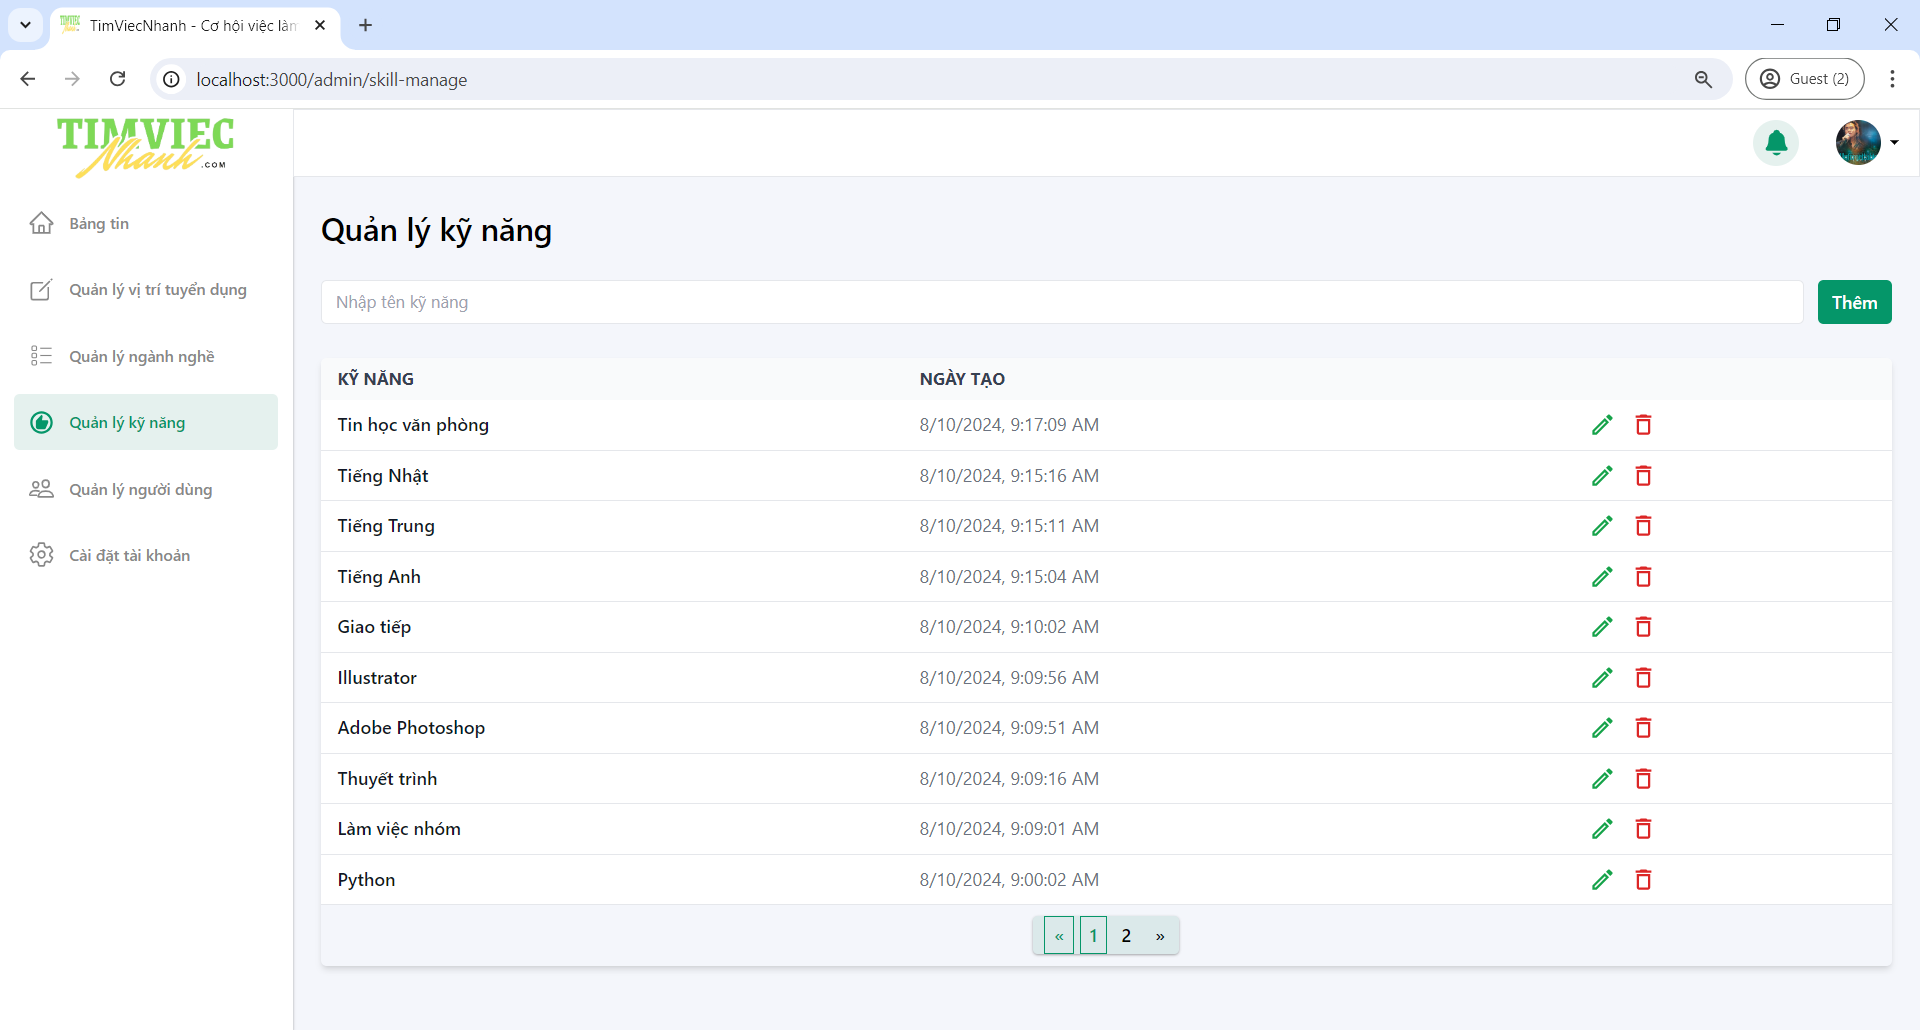 TimViecNhanh - Cơ hội việc làn
localhost:3000/admin/skill-manage
Guest (2)
TIMVIEC
Nhanh
.COM
Bảng tin
Quản lý vị trí tuyển dụng
Quản lý ngành nghề
Quản lý kỹ năng
Quản lý người dùng
Cài đặt tài khoản
Quản lý kỹ năng
Nhập tên kỹ năng
Thêm
KỸ NĂNG NGÀY TẠO
Tin học văn phòng 8/10/2024, 9:17:09 AM
Tiếng Nhật 8/10/2024, 9:15:16 AM
Tiếng Trung 8/10/2024, 9:15:11 AM
Tiếng Anh 8/10/2024, 9:15:04 AM
Giao tiếp 8/10/2024, 9:10:02 AM
Illustrator 8/10/2024, 9:09:56 AM
Adobe Photoshop 8/10/2024, 9:09:51 AM
Thuyết trình 8/10/2024, 9:09:16 AM
Làm việc nhóm 8/10/2024, 9:09:01 AM
Python 8/10/2024, 9:00:02 AM
« 1 2 »